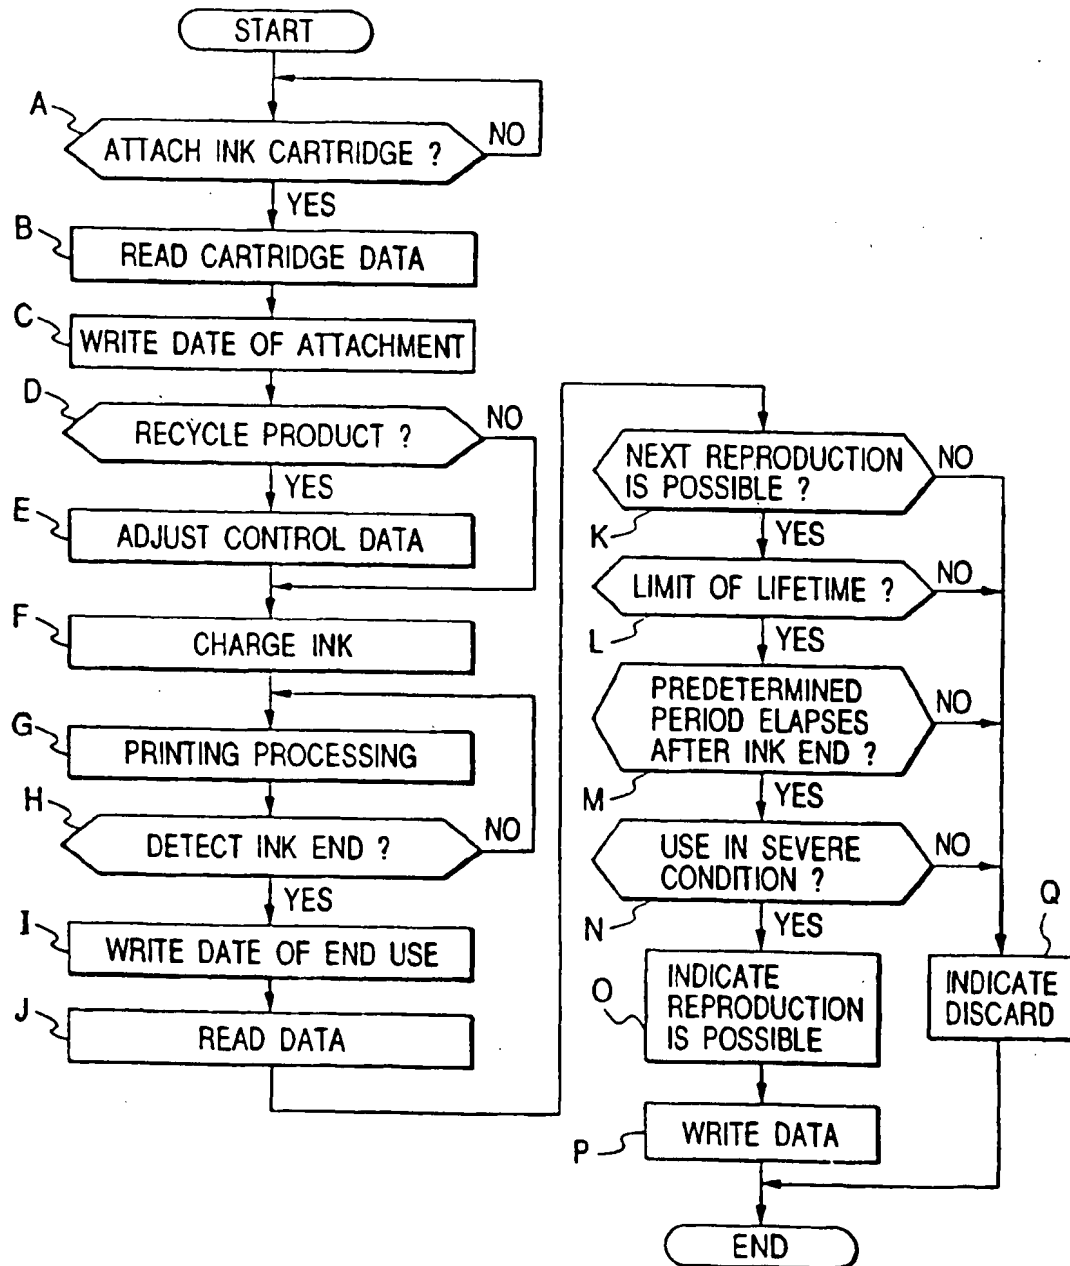 START
A
ATTACH INK CARTRIDGE ?
NO
YES
B
READ CARTRIDGE DATA
C
WRITE DATE OF ATTACHMENT
D
RECYCLE PRODUCT ?
NO
YES
E
ADJUST CONTROL DATA
F
CHARGE INK
G
PRINTING PROCESSING
H
DETECT INK END ?
NO
YES
I
WRITE DATE OF END USE
J
READ DATA
NEXT REPRODUCTION
IS POSSIBLE ?
NO
K
YES
LIMIT OF LIFETIME ?
NO
L
YES
PREDETERMINED
PERIOD ELAPSES
AFTER INK END ?
NO
M
YES
USE IN SEVERE
CONDITION ?
NO
N
YES
O
INDICATE
REPRODUCTION
IS POSSIBLE
Q
INDICATE
DISCARD
P
WRITE DATA
END